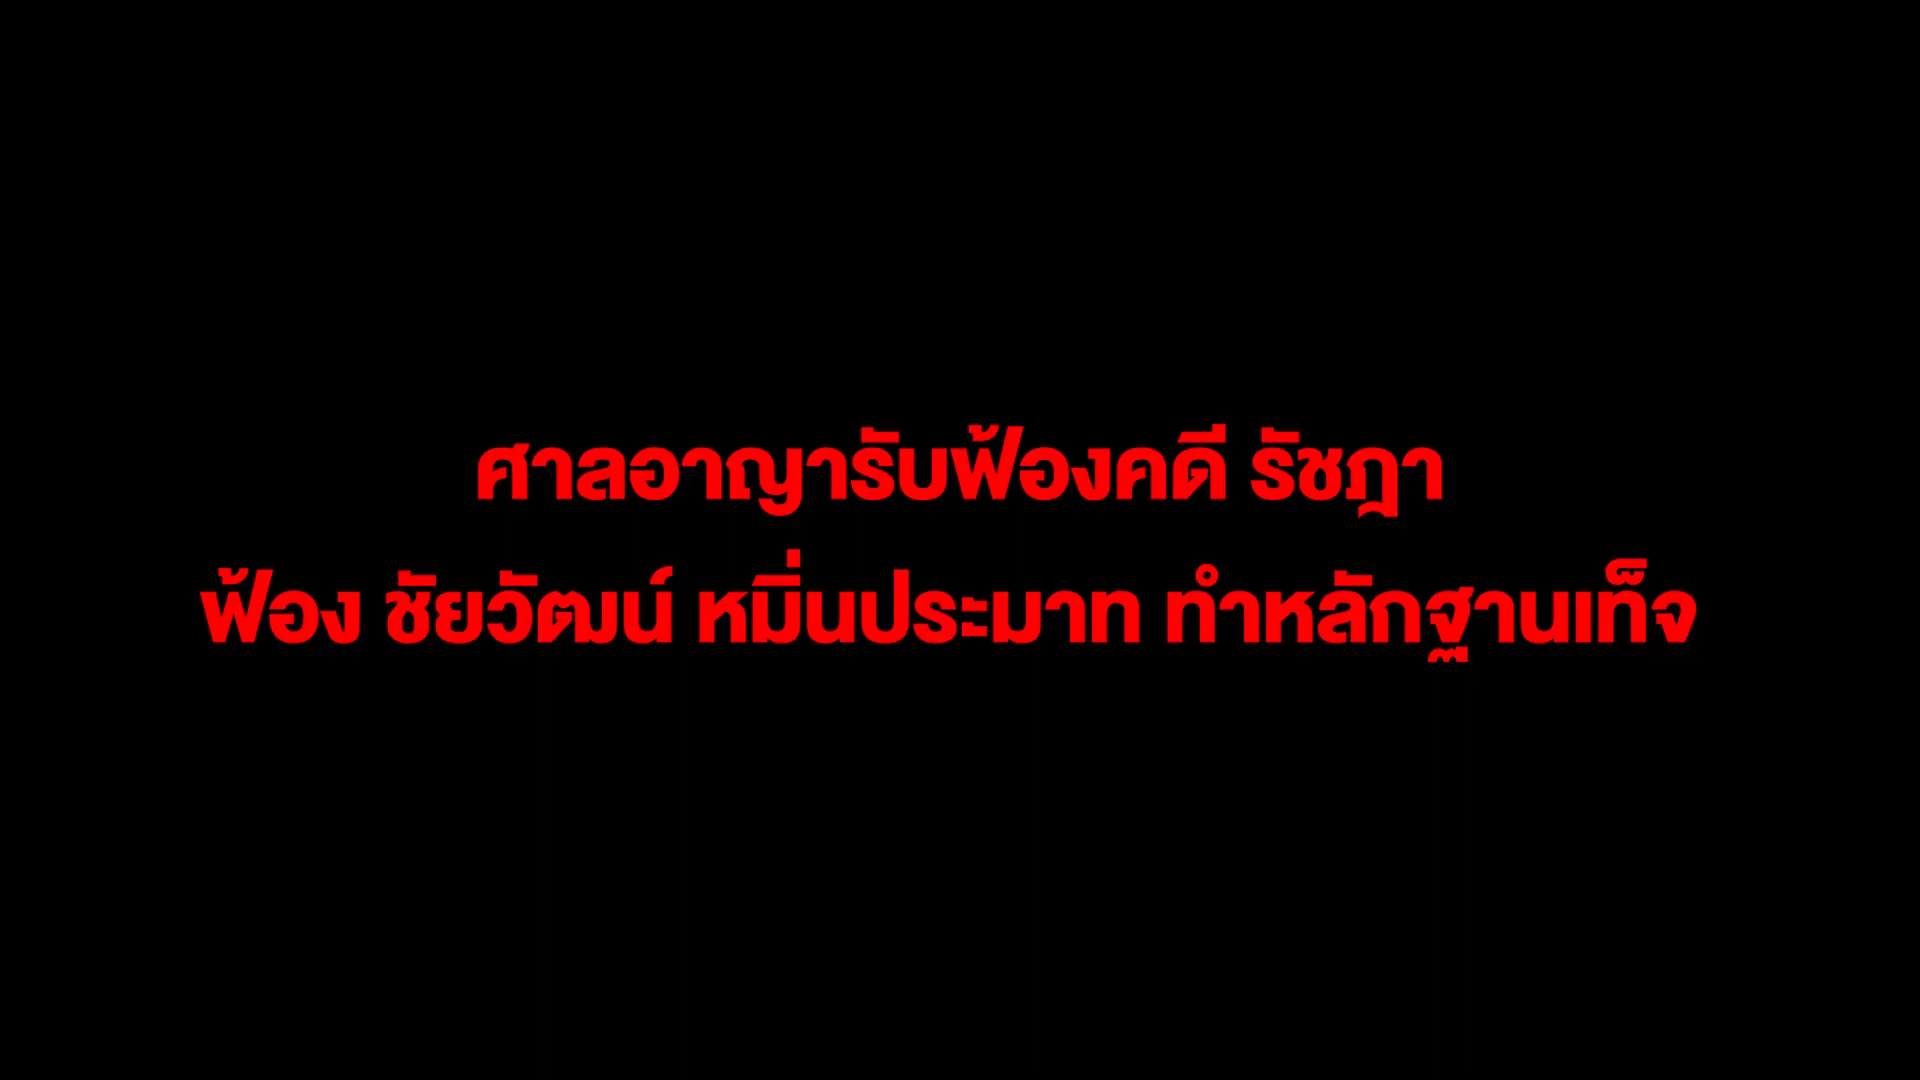 ศาลอาญารับฟ้องคดี รัชฎา
ฟ้อง ชัยวัฒน์ หมิ่นประมาท ทำหลักฐานเท็จ